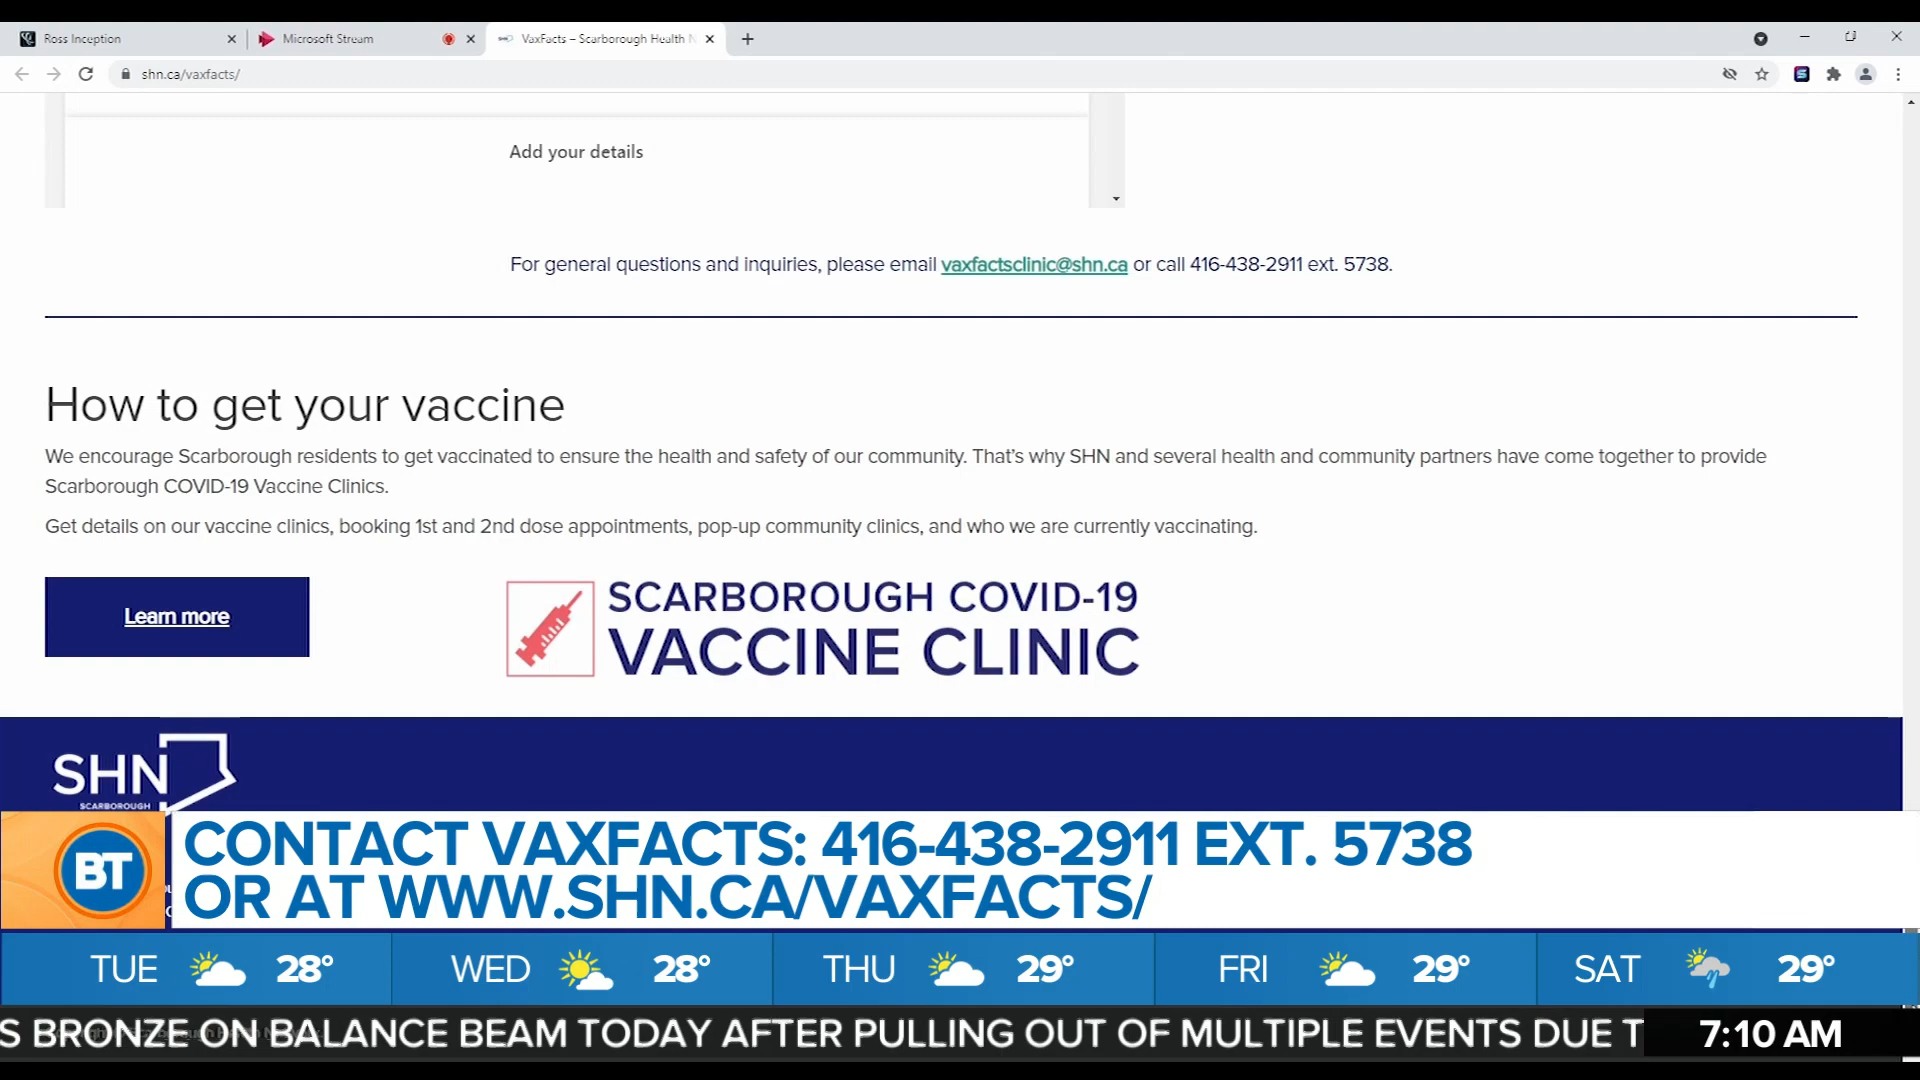 Ross Inception
Microsoft Stream
VaxFacts – Scarborough Health N
shn.ca/vaxfacts/
Add your details
For general questions and inquiries, please email vaxfactsclinic@shn.ca or call 416-438-2911 ext. 5738.
How to get your vaccine
We encourage Scarborough residents to get vaccinated to ensure the health and safety of our community. That's why SHN and several health and community partners have come together to provide
Scarborough COVID-19 Vaccine Clinics.
Get details on our vaccine clinics, booking 1st and 2nd dose appointments, pop-up community clinics, and who we are currently vaccinating.
Learn more
SCARBOROUGH COVID-19
VACCINE CLINIC
SHN
SCARBOROUGH
BT
CONTACT VAXFACTS: 416-438-2911 EXT. 5738
OR AT WWW.SHN.CA/VAXFACTS/
TUE 28° WED 28° THU 29° FRI 29° SAT 29°
S BRONZE ON BALANCE BEAM TODAY AFTER PULLING OUT OF MULTIPLE EVENTS DUE T
7:10 AM